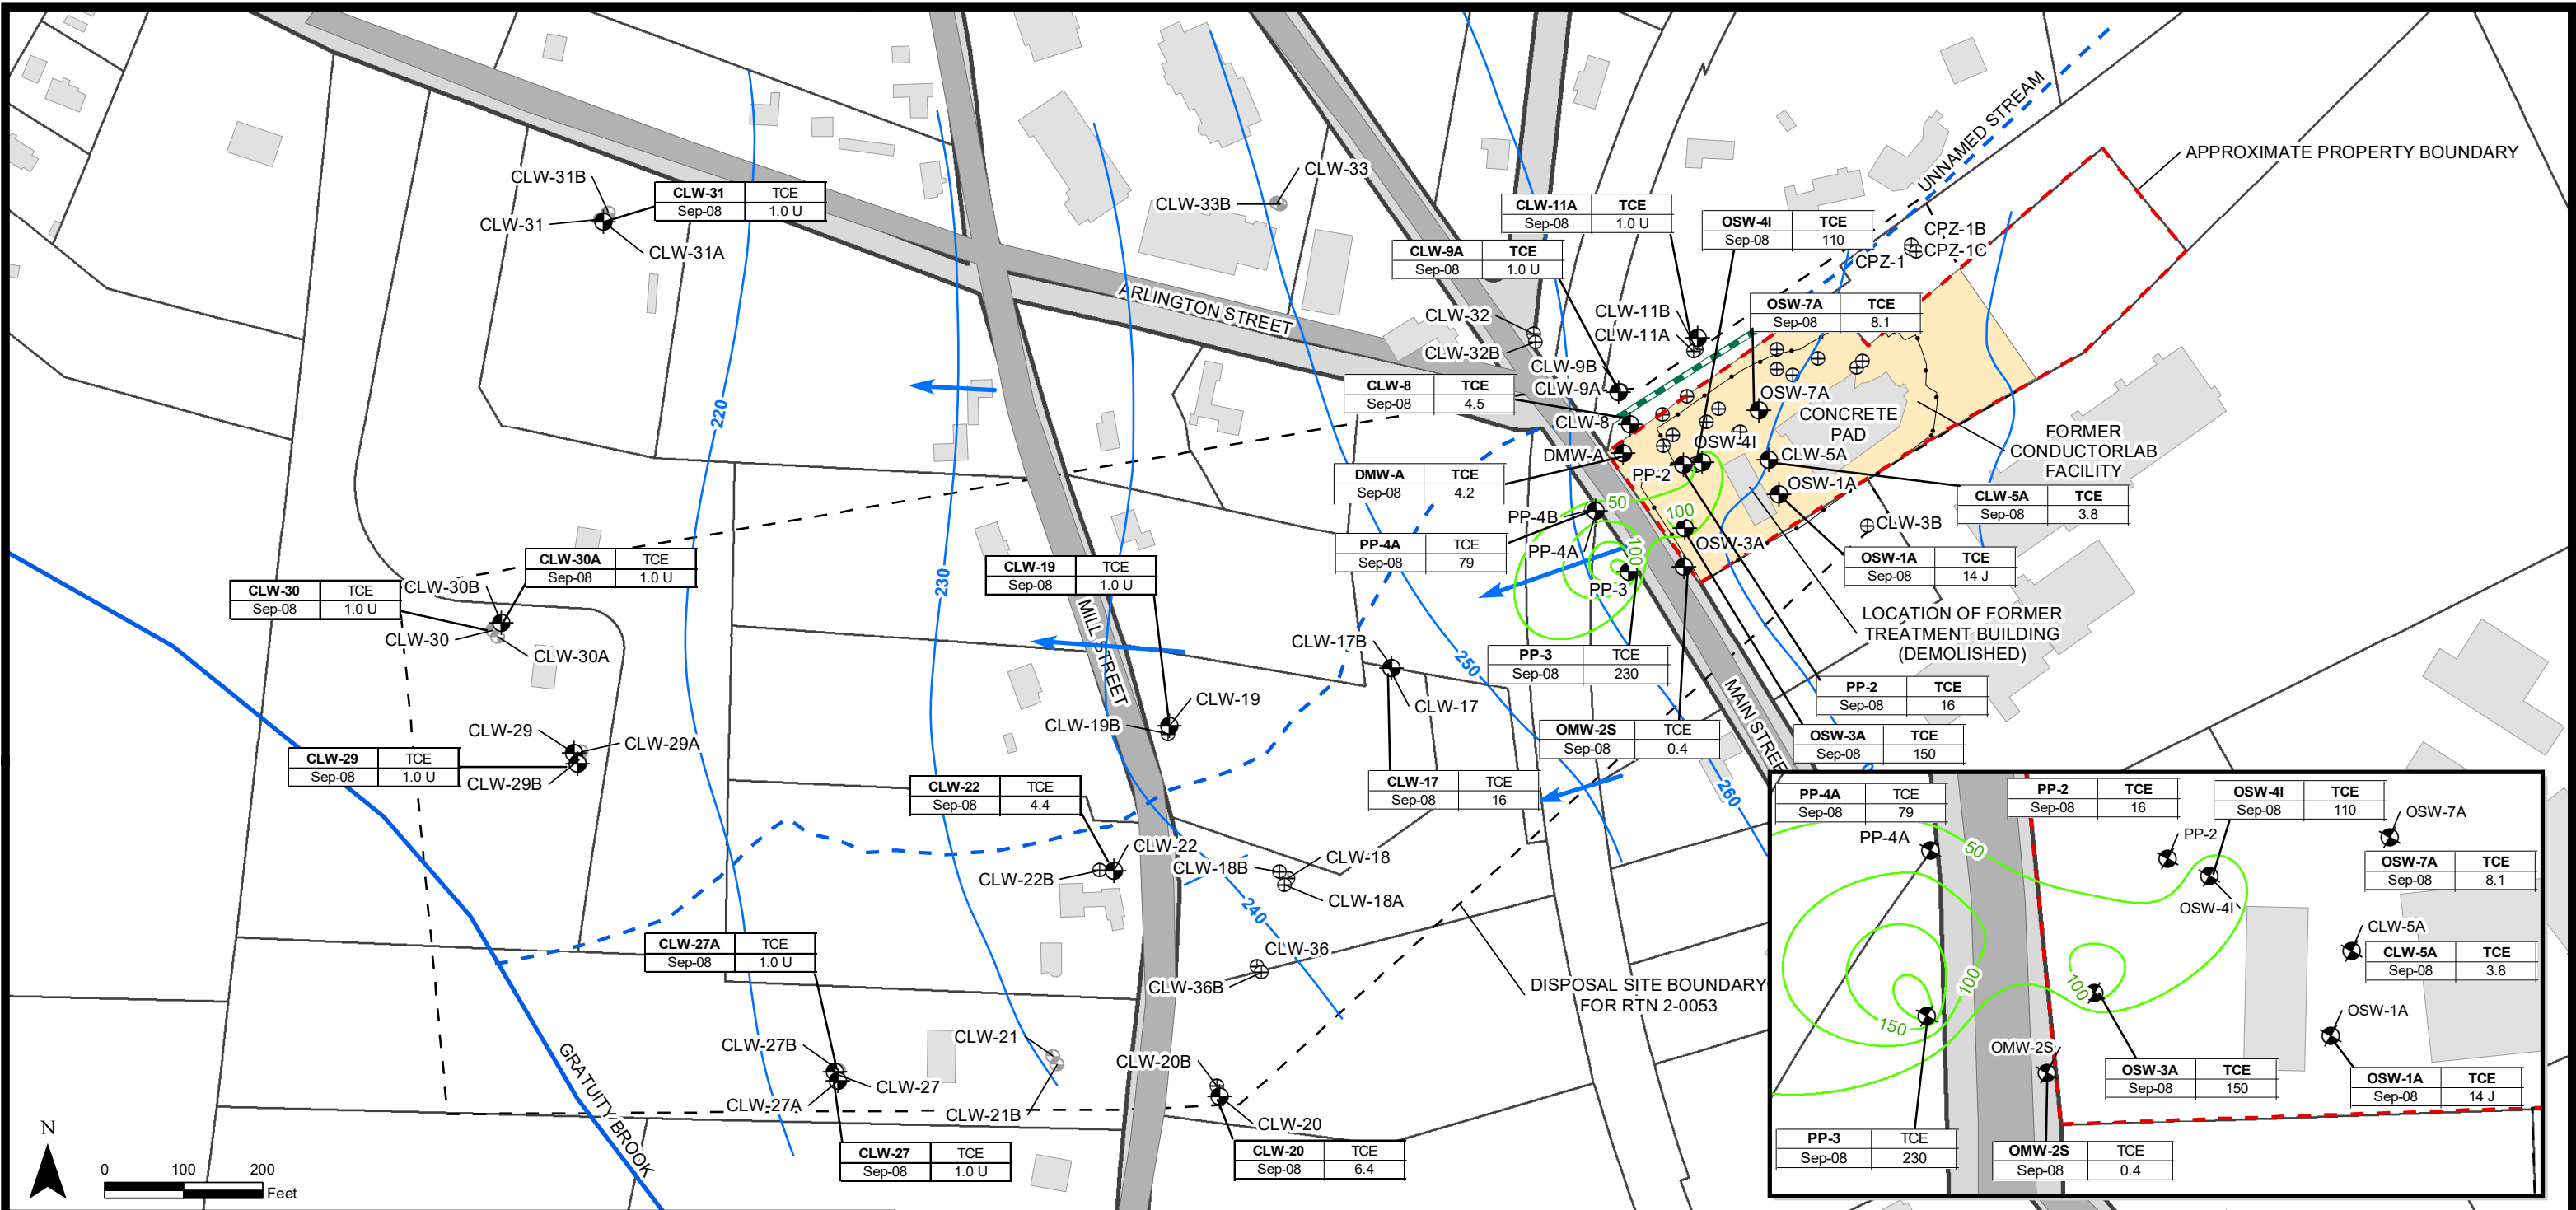 UNNAMED STREAM
APPROXIMATE PROPERTY BOUNDARY
CLW-31B
CLW-31 TCE
Sep-08 1.0 U
CLW-31
CLW-31A
CLW-33
CLW-33B
CLW-11A TCE
Sep-08 1.0 U
OSW-4I TCE
Sep-08 110
CLW-9A TCE
Sep-08 1.0 U
CPZ-1B
CPZ-1C
CPZ-1
ARLINGTON STREET
OSW-7A TCE
Sep-08 8.1
CLW-32
CLW-32B
CLW-11B
CLW-11A
CLW-9B
CLW-9A
CLW-8 TCE
Sep-08 4.5
CLW-8
OSW-7A
CONCRETE
PAD
220
OSW-4I
DMW-A
PP-2
CLW-5A
OSW-1A
FORMER
CONDUCTORLAB
FACILITY
DMW-A TCE
Sep-08 4.2
CLW-5A TCE
Sep-08 3.8
50
100
PP-4B
PP-4A
CLW-3B
OSW-3A
100
PP-4A TCE
Sep-08 79
OSW-1A TCE
Sep-08 14 J
PP-3
CLW-30A TCE
Sep-08 1.0 U
CLW-30 TCE
Sep-08 1.0 U
CLW-30B
CLW-30
CLW-30A
230
CLW-19 TCE
Sep-08 1.0 U
MILL STREET
LOCATION OF FORMER
TREATMENT BUILDING
(DEMOLISHED)
CLW-17B
CLW-17
250
PP-3 TCE
Sep-08 230
PP-2 TCE
Sep-08 16
CLW-19
CLW-19B
MAIN STREE
OMW-2S TCE
Sep-08 0.4
OSW-3A TCE
Sep-08 150
CLW-29
CLW-29A
CLW-29B
CLW-29 TCE
Sep-08 1.0 U
CLW-22 TCE
Sep-08 4.4
CLW-17 TCE
Sep-08 16
260
CLW-22
CLW-22B
CLW-18B
CLW-18
CLW-18A
240
CLW-27A TCE
Sep-08 1.0 U
CLW-36
CLW-36B
DISPOSAL SITE BOUNDARY
FOR RTN 2-0053
CLW-27B
CLW-27
CLW-27A
CLW-21
CLW-21B
CLW-20B
CLW-20
GRATUITY BROOK
CLW-27 TCE
Sep-08 1.0 U
CLW-20 TCE
Sep-08 6.4
N
0 100 200
Feet
PP-4A TCE
Sep-08 79
PP-2 TCE
Sep-08 16
OSW-4I TCE
Sep-08 110
OSW-7A
PP-4A
50
PP-2
OSW-7A TCE
Sep-08 8.1
OSW-4I
CLW-5A
CLW-5A TCE
Sep-08 3.8
100
100
150
OSW-1A
OMW-2S
OSW-3A TCE
Sep-08 150
OSW-1A TCE
Sep-08 14 J
PP-3 TCE
Sep-08 230
OMW-2S TCE
Sep-08 0.4